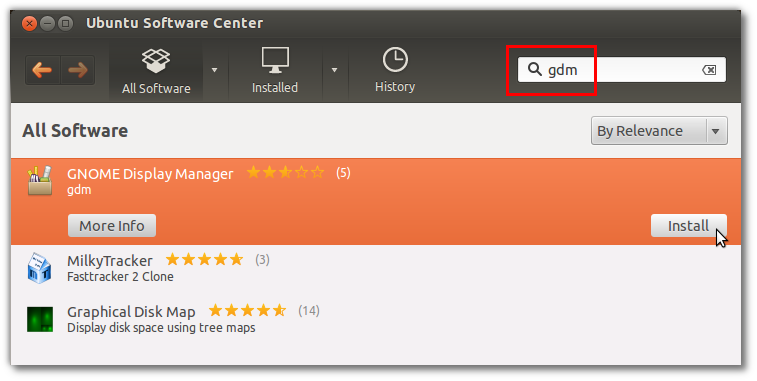 Ubuntu Software Center
All Software
Installed
History
gdm
All Software
By Relevance
GNOME Display Manager (5)
gdm
More Info
Install
MilkyTracker (3)
Fasttracker 2 Clone
Graphical Disk Map (14)
Display disk space using tree maps